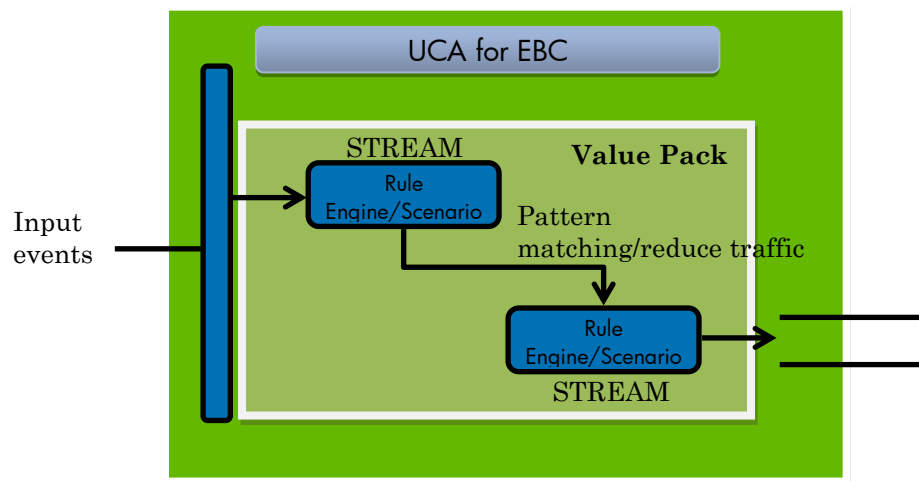 UCA for EBC
STREAM
Value Pack
Rule
Engine/Scenario
Input
events
Pattern
matching/reduce traffic
Rule
Engine/Scenario
STREAM